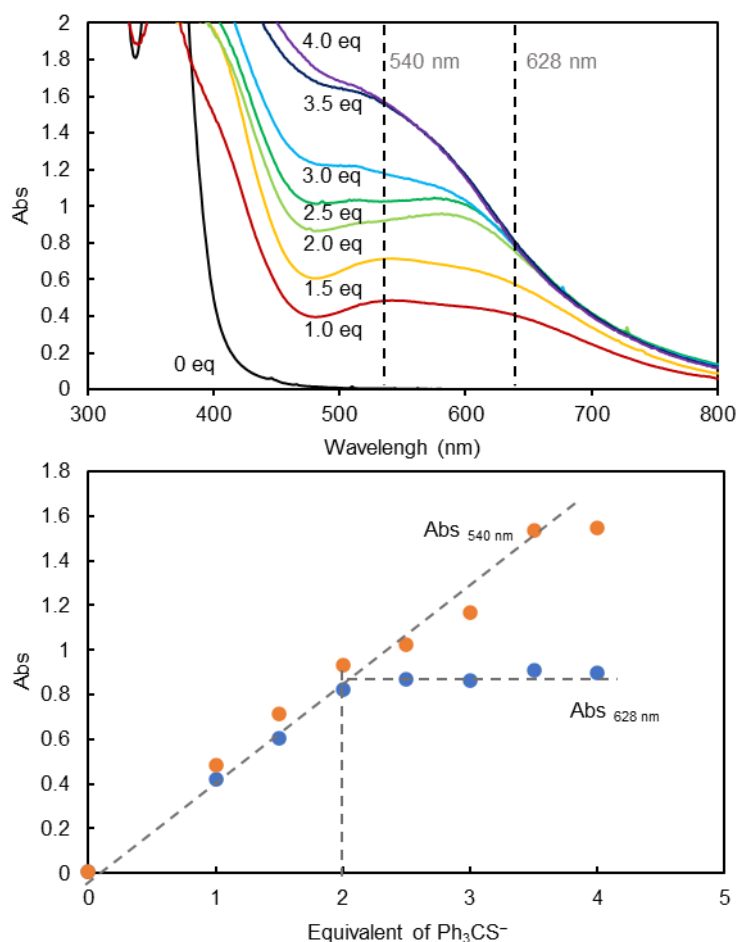 2
1.8
1.6
1.4
1.2
1
0.8
0.6
0.4
0.2
0
Abs
4.0 eq
3.5 eq
3.0 eq
2.5 eq
2.0 eq
1.5 eq
1.0 eq
0 eq
540 nm
628 nm
300
400
500
600
700
800
Wavelengh (nm)
1.8
1.6
1.4
1.2
1
0.8
0.6
0.4
0.2
0
Abs
Abs 540 nm
Abs 628 nm
0
1
2
3
4
5
Equivalent of Ph₃CS⁻